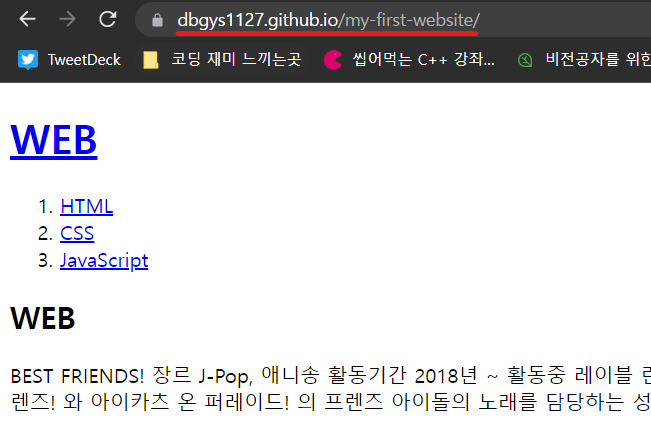 dbgys1127.github.io/my-first-website/
TweetDeck 코딩 재미 느끼는곳 씹어먹는 C++ 강좌... 비전공자를 위한
WEB
1. HTML
2. CSS
3. JavaScript
WEB
BEST FRIENDS! 장르 J-Pop, 애니송 활동기간 2018년 ~ 활동중 레이블
렌즈! 와 아이카츠 온 퍼레이드! 의 프렌즈 아이돌의 노래를 담당하는